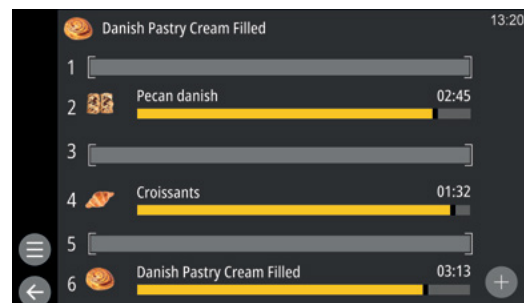 Danish Pastry Cream Filled
13:20
1
2 Pecan danish 02:45
3
4 Croissants 01:32
5
6 Danish Pastry Cream Filled 03:13